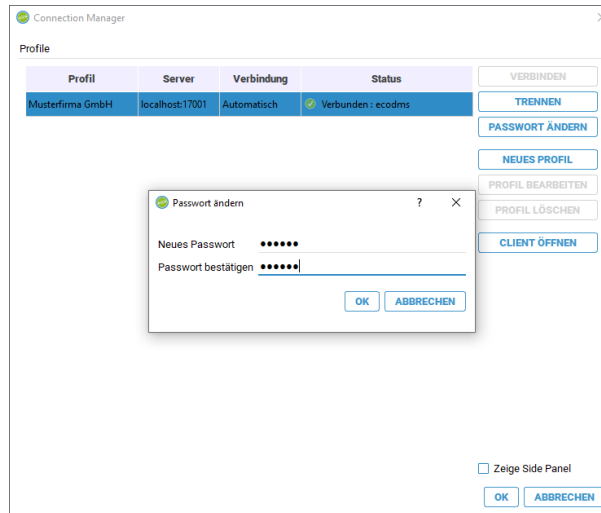 Connection Manager
Profile
Profil Server Verbindung Status
Musterfirma GmbH localhost:17001 Automatisch Verbunden : ecodms
VERBINDEN
TRENNEN
PASSWORT ÄNDERN
NEUES PROFIL
PROFIL BEARBEITEN
PROFIL LÖSCHEN
CLIENT ÖFFNEN
Passwort ändern ?
Neues Passwort ●●●●●●
Passwort bestätigen ●●●●●●
OK ABBRECHEN
Zeige Side Panel
OK ABBRECHEN